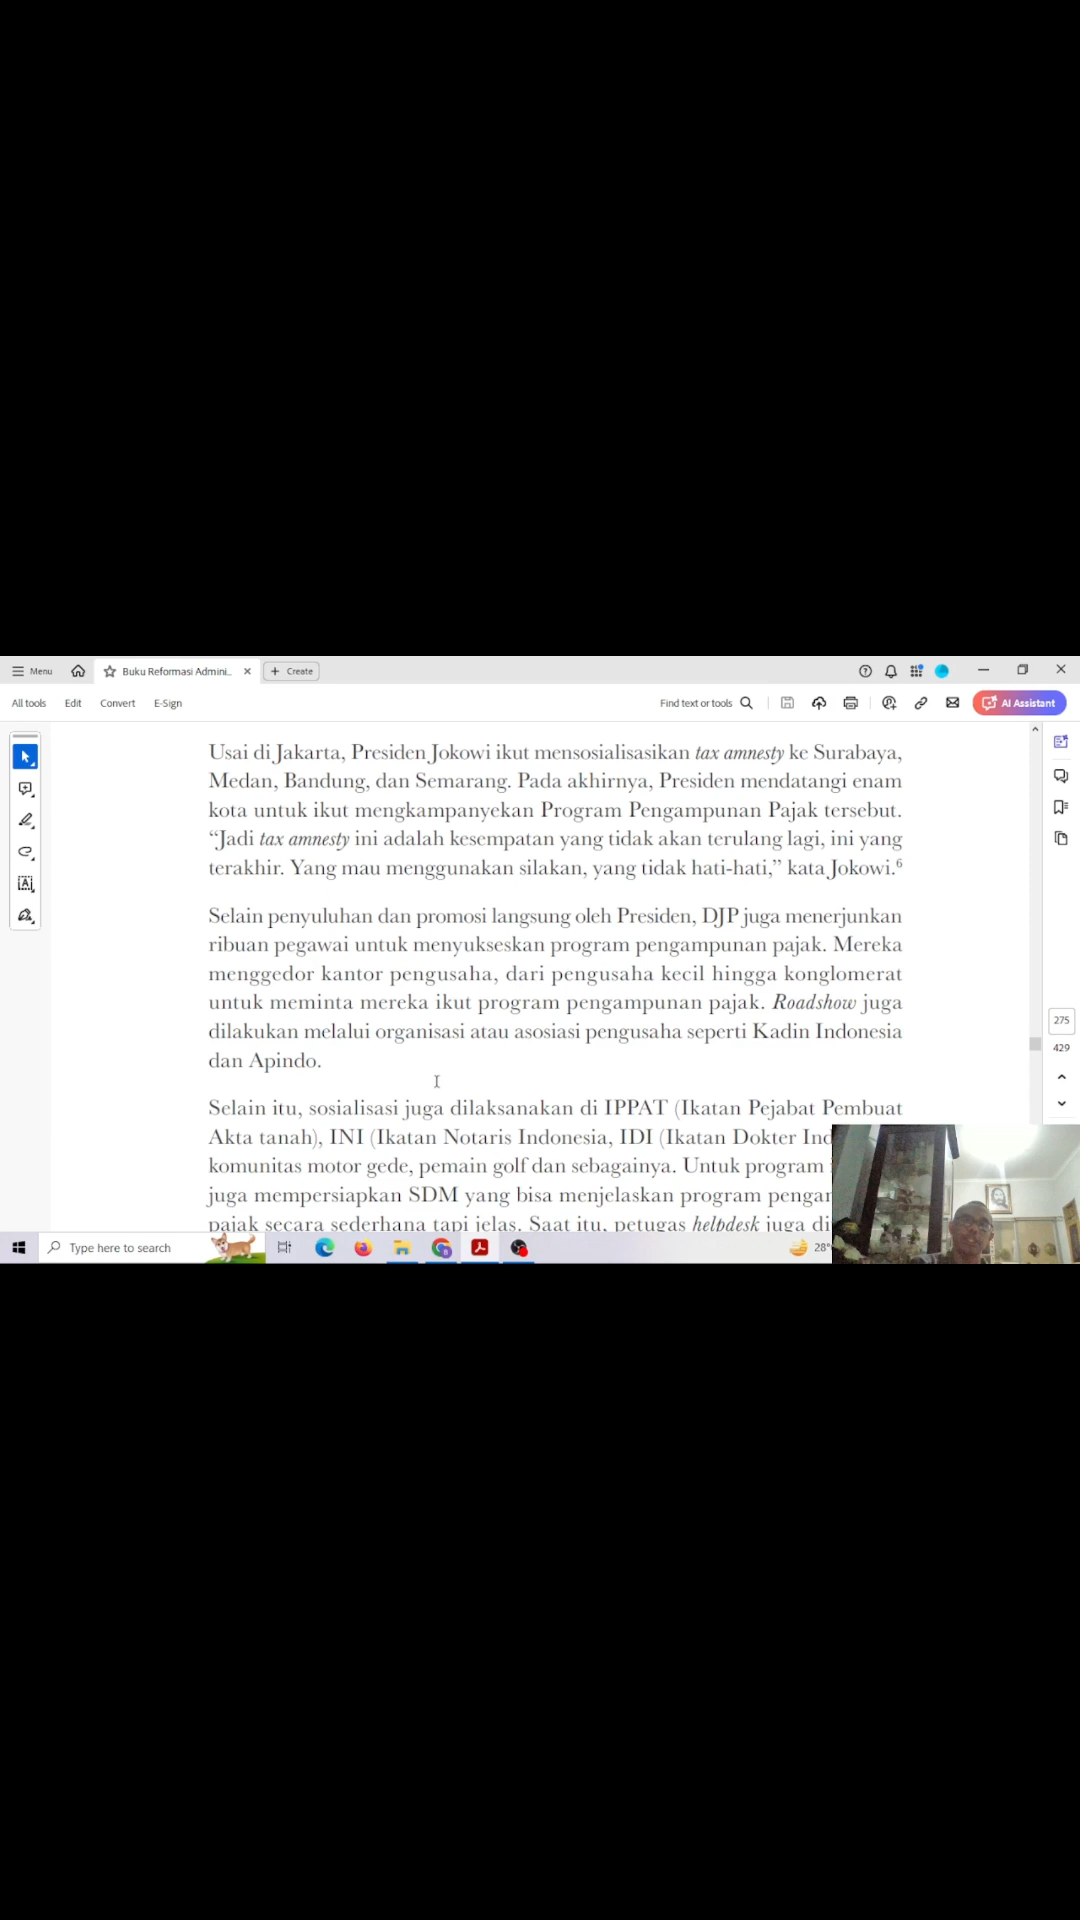 Menu
Buku Reformasi Admini...
Create
All tools
Edit
Convert
E-Sign
Find text or tools
AI Assistant
Usai di Jakarta, Presiden Jokowi ikut mensosialisasikan tax amnesty ke Surabaya,
Medan, Bandung, dan Semarang. Pada akhirnya, Presiden mendatangi enam
kota untuk ikut mengkampanyekan Program Pengampunan Pajak tersebut.
“Jadi tax amnesty ini adalah kesempatan yang tidak akan terulang lagi, ini yang
terakhir. Yang mau menggunakan silakan, yang tidak hati-hati,” kata Jokowi.6
Selain penyuluhan dan promosi langsung oleh Presiden, DJP juga menerjunkan
ribuan pegawai untuk menyukseskan program pengampunan pajak. Mereka
menggedor kantor pengusaha, dari pengusaha kecil hingga konglomerat
untuk meminta mereka ikut program pengampunan pajak. Roadshow juga
dilakukan melalui organisasi atau asosiasi pengusaha seperti Kadin Indonesia
dan Apindo.
Selain itu, sosialisasi juga dilaksanakan di IPPAT (Ikatan Pejabat Pembuat
Akta tanah), INI (Ikatan Notaris Indonesia, IDI (Ikatan Dokter Ind
komunitas motor gede, pemain golf dan sebagainya. Untuk program
juga mempersiapkan SDM yang bisa menjelaskan program pengam
pajak secara sederhana tapi jelas. Saat itu, petugas helpdesk juga di
275
429
Type here to search
28°